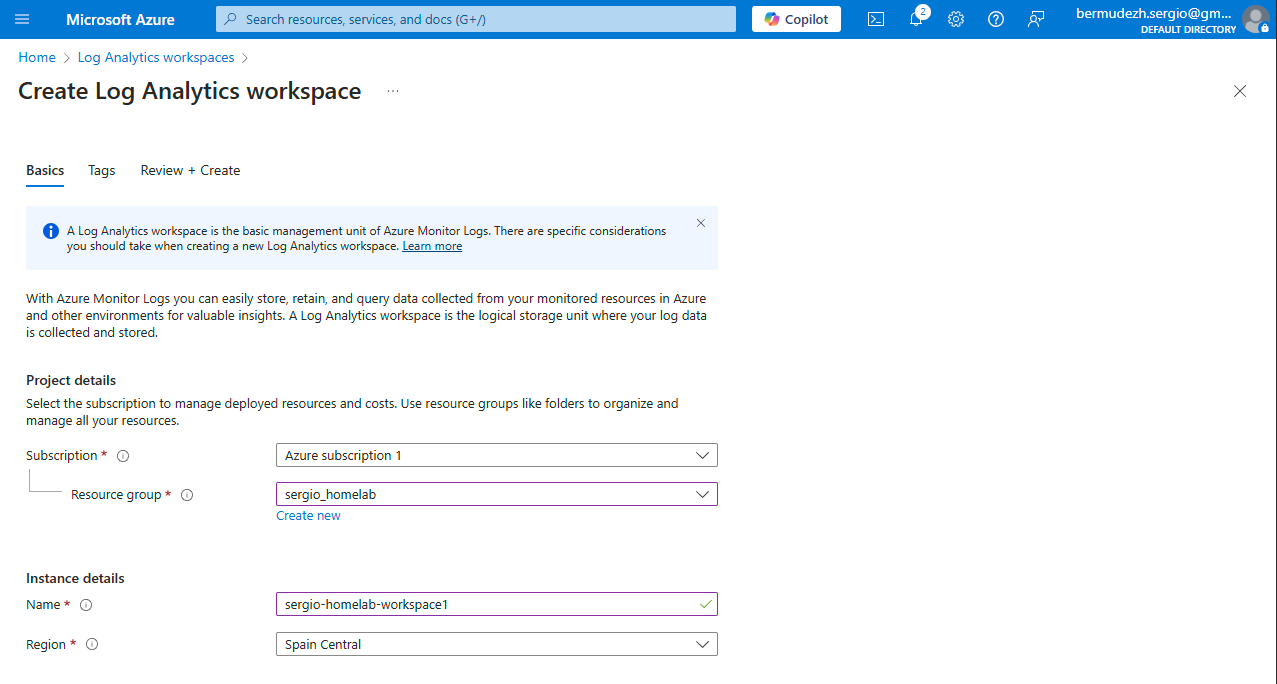 Microsoft Azure
Search resources, services, and docs (G+/)
Copilot
2
bermudezh.sergio@gm...
DEFAULT DIRECTORY
Home > Log Analytics workspaces >
Create Log Analytics workspace ...
Basics
Tags
Review + Create
A Log Analytics workspace is the basic management unit of Azure Monitor Logs. There are specific considerations
you should take when creating a new Log Analytics workspace. Learn more
With Azure Monitor Logs you can easily store, retain, and query data collected from your monitored resources in Azure
and other environments for valuable insights. A Log Analytics workspace is the logical storage unit where your log data
is collected and stored.
Project details
Select the subscription to manage deployed resources and costs. Use resource groups like folders to organize and
manage all your resources.
Subscription *
Azure subscription 1
Resource group *
sergio_homelab
Create new
Instance details
Name *
sergio-homelab-workspace1
Region *
Spain Central